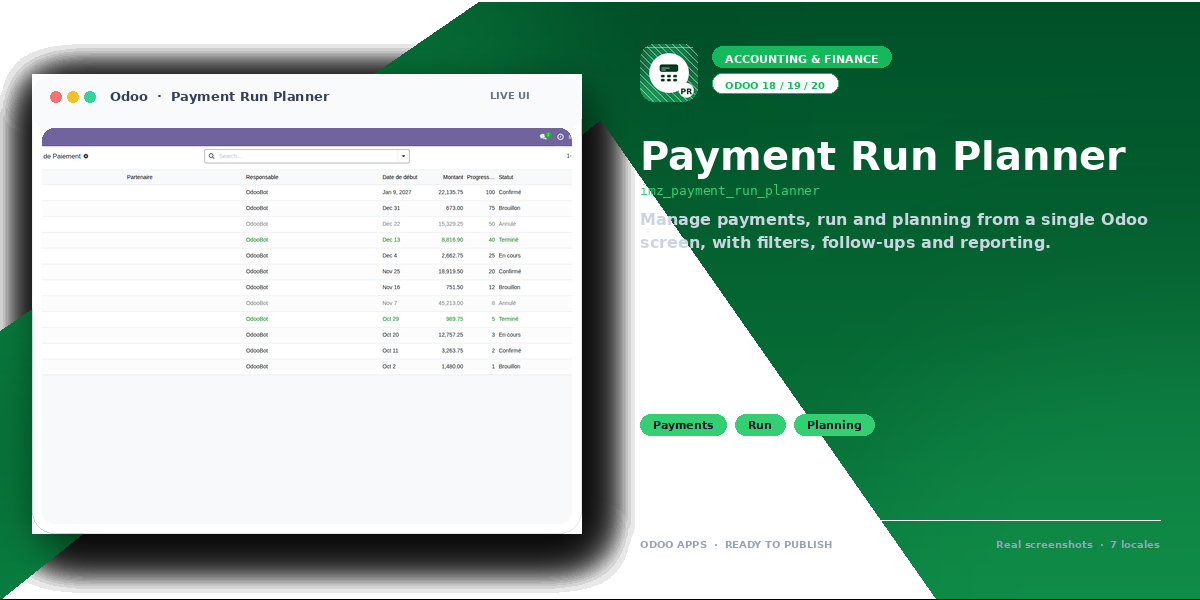 Odoo · Payment Run Planner
LIVE UI
de Paiement
Search...
Partenaire Responsable Date de début Montant Progress... Statut
OdooBot Jan 9, 2027 22,135.75 100 Confirmé
OdooBot Dec 31 673.00 75 Brouillon
OdooBot Dec 22 15,329.25 50 Annulé
OdooBot Dec 13 8,816.90 40 Terminé
OdooBot Dec 4 2,662.75 25 En cours
OdooBot Nov 25 18,919.50 20 Confirmé
OdooBot Nov 16 751.50 12 Brouillon
OdooBot Nov 7 45,213.00 8 Annulé
OdooBot Oct 29 989.75 5 Terminé
OdooBot Oct 20 12,757.25 3 En cours
OdooBot Oct 11 3,263.75 2 Confirmé
OdooBot Oct 2 1,480.00 1 Brouillon
PR
ACCOUNTING & FINANCE
ODOO 18 / 19 / 20
Payment Run Planner
imz_payment_run_planner
Manage payments, run and planning from a single Odoo
screen, with filters, follow-ups and reporting.
Payments Run Planning
ODOO APPS · READY TO PUBLISH
Real screenshots · 7 locales